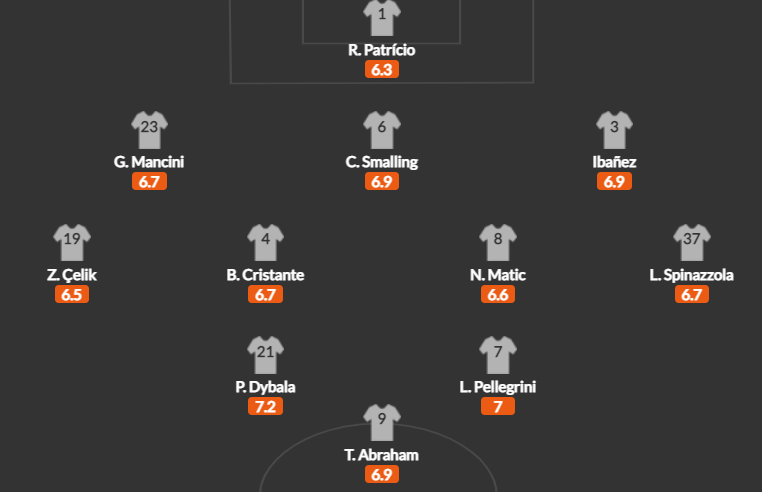 1
R. Patrício
6.3
23 6 3
G. Mancini C. Smalling Ibañez
6.7 6.9 6.9
19 4 8 37
Z. Çelik B. Cristante N. Matic L. Spinazzola
6.5 6.7 6.6 6.7
21 7
P. Dybala L. Pellegrini
7.2 7
9
T. Abraham
6.9